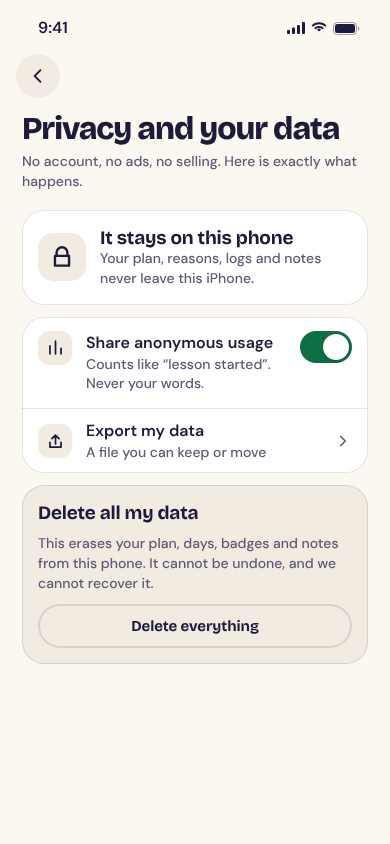 9:41
Privacy and your data
No account, no ads, no selling. Here is exactly what
happens.
It stays on this phone
Your plan, reasons, logs and notes
never leave this iPhone.
Share anonymous usage
Counts like “lesson started”.
Never your words.
Export my data
A file you can keep or move
Delete all my data
This erases your plan, days, badges and notes
from this phone. It cannot be undone, and we
cannot recover it.
Delete everything